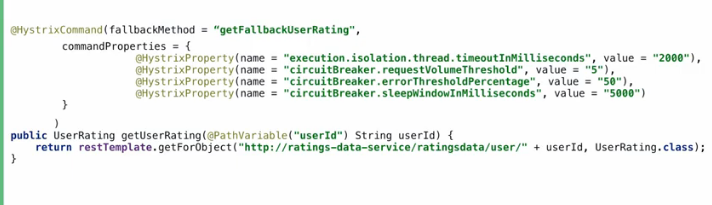 @HystrixCommand(fallbackMethod = “getFallbackUserRating",
commandProperties = {
@HystrixProperty(name = "execution.isolation.thread.timeoutInMilliseconds", value = "2000"),
@HystrixProperty(name = "circuitBreaker.requestVolumeThreshold", value = "5"),
@HystrixProperty(name = "circuitBreaker.errorThresholdPercentage", value = "50"),
@HystrixProperty(name = "circuitBreaker.sleepWindowInMilliseconds", value = "5000")
}
)
public UserRating getUserRating(@PathVariable("userId") String userId) {
return restTemplate.getForObject("http://ratings-data-service/ratingsdata/user/" + userId, UserRating.class);
}